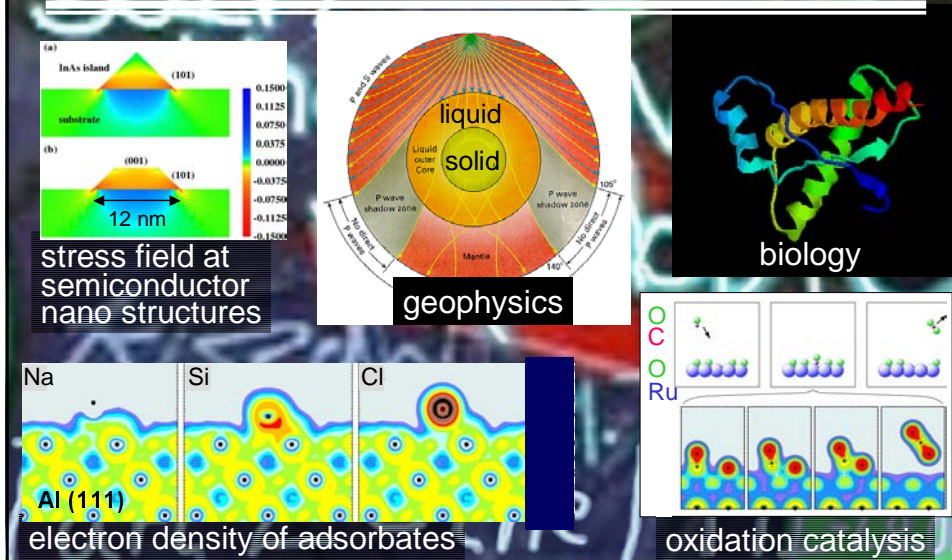 (a)
InAs island
(101)
substrate
(b)
(001)
(101)
12 nm
0.1500
0.1125
0.0750
0.0375
0.0000
-0.0375
-0.0750
-0.1125
-0.1500
stress field at
semiconductor
nano structures
P and S waves
liquid
Liquid
outer
Core
solid
P wave
shadow zone
P wave
shadow zone
105°
140°
No direct
P waves
No direct
P waves
Mantle
geophysics
biology
Na
Si
Cl
Al (111)
electron density of adsorbates
O
C
O
Ru
oxidation catalysis